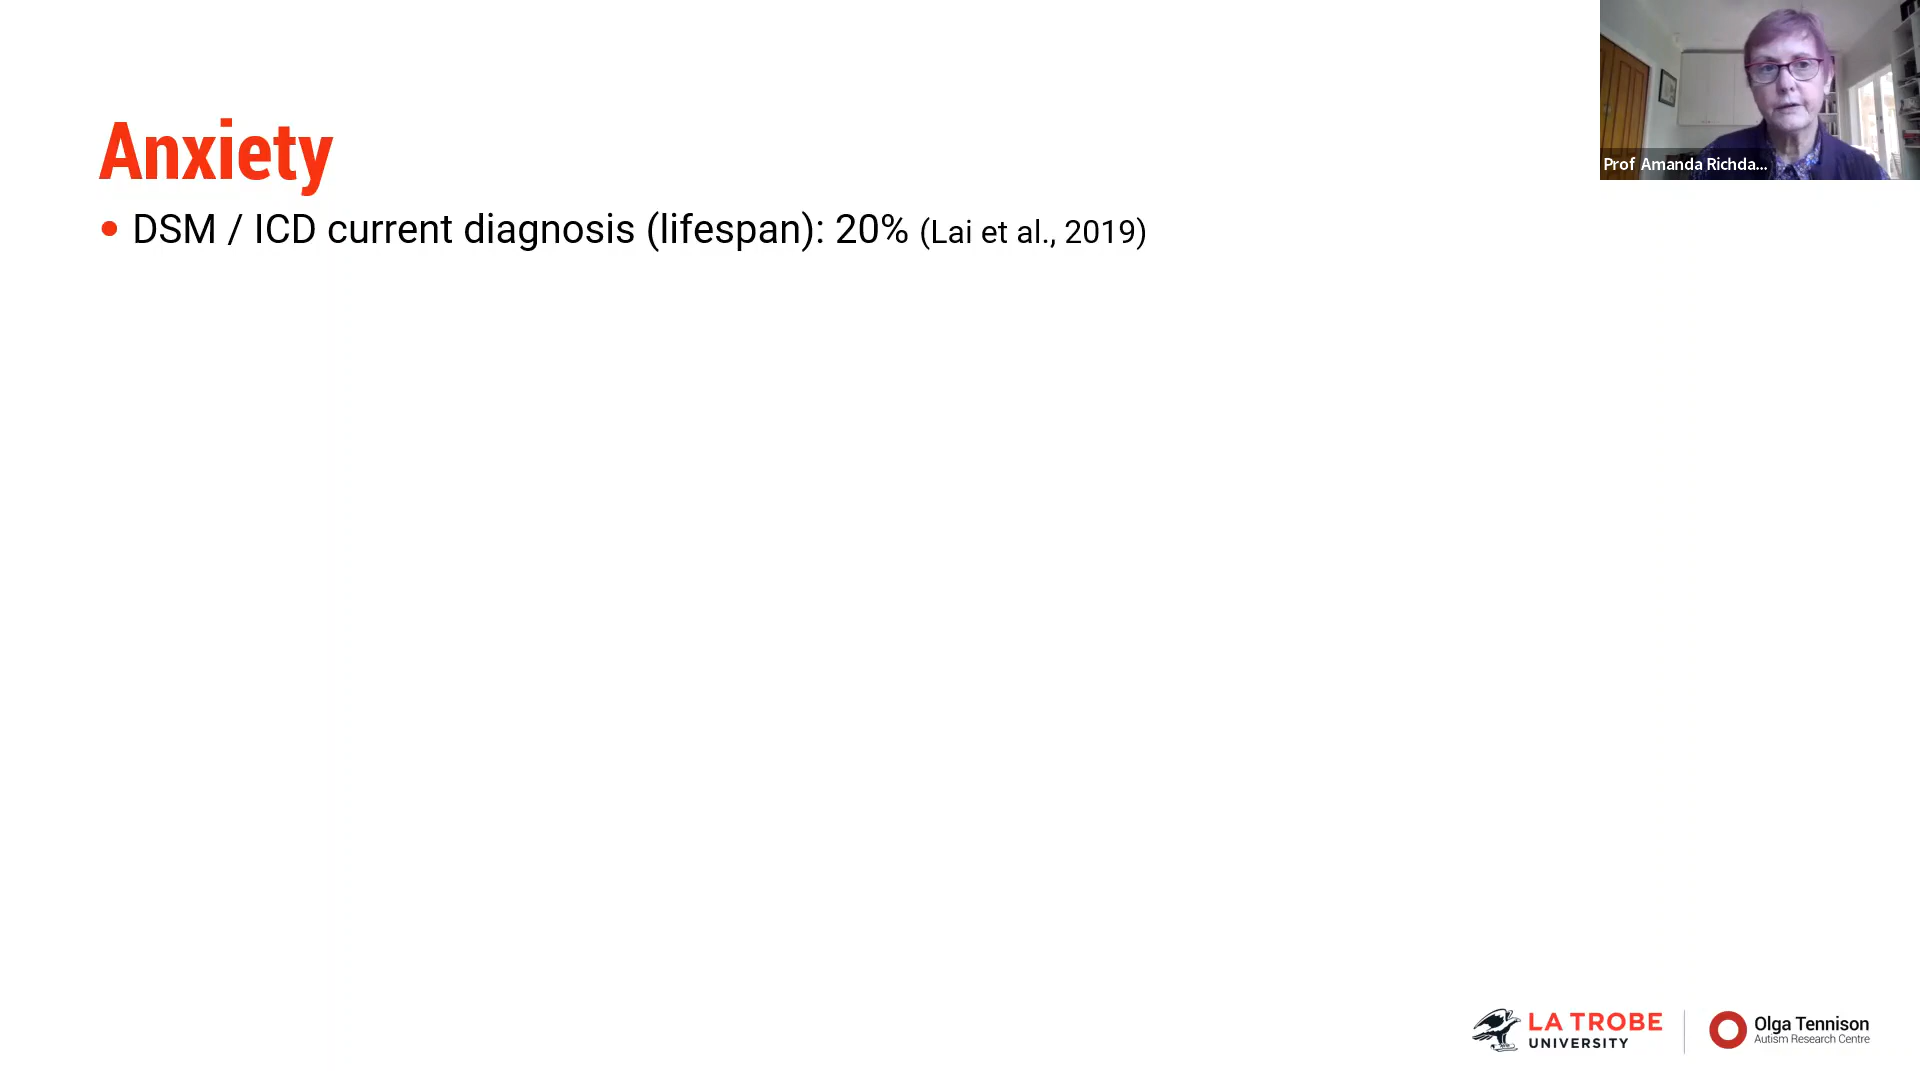 Prof Amanda Richda...
Anxiety
• DSM / ICD current diagnosis (lifespan): 20% (Lai et al., 2019)
LA TROBE
UNIVERSITY
Olga Tennison
Autism Research Centre